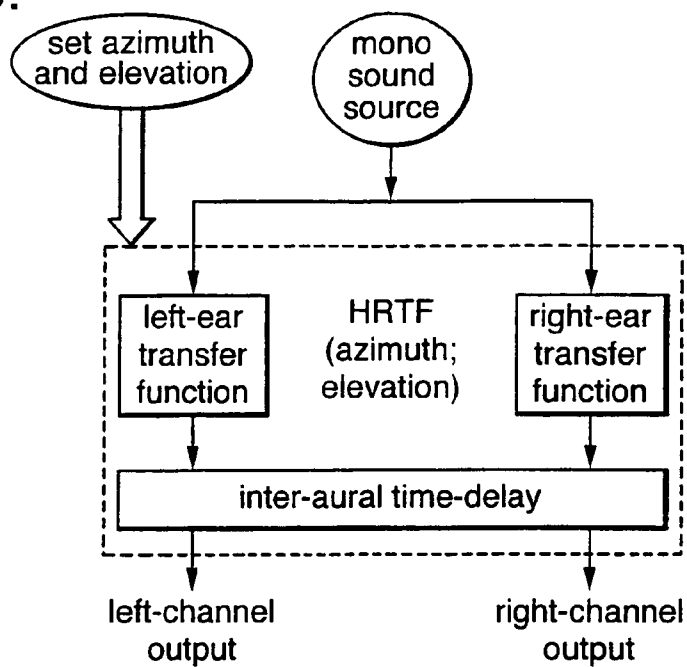 set azimuth
and elevation
mono
sound
source
left-ear
transfer
function
HRTF
(azimuth;
elevation)
right-ear
transfer
function
inter-aural time-delay
left-channel
output
right-channel
output